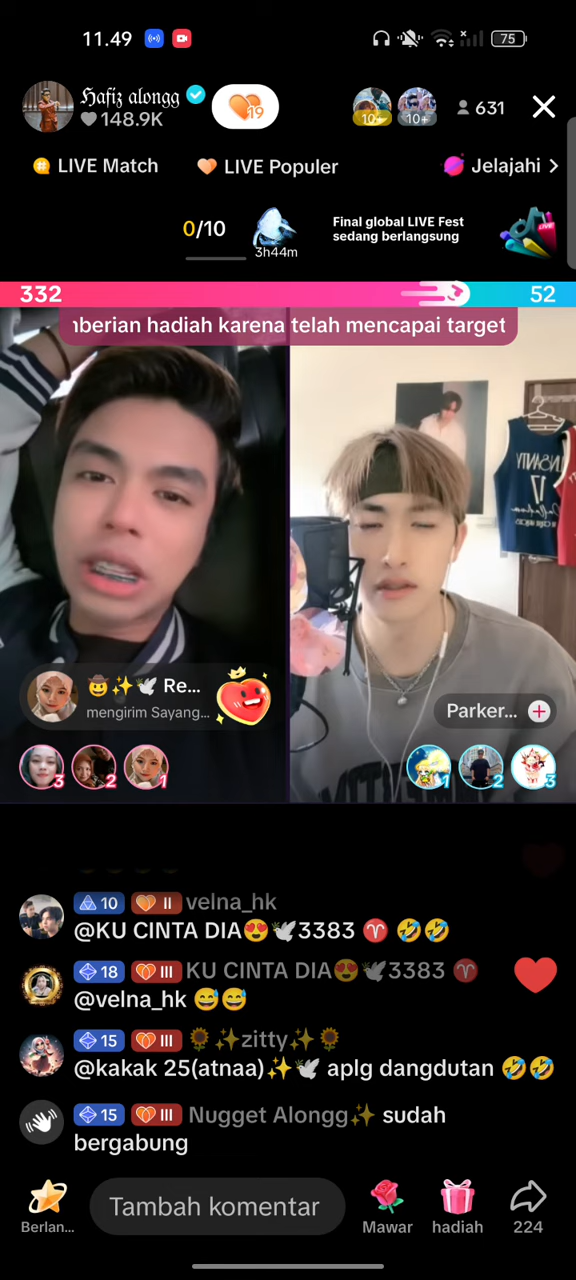 11.49
75
Hafiz alongg
148.9K
19
10+
10+
631
LIVE Match
LIVE Populer
Jelajahi >
0/10
3h44m
Final global LIVE Fest
sedang berlangsung
LIVE
332
52
berian hadiah karena telah mencapai target
INSANITY
17
🤠✨🕊 Re...
mengirim Sayang...
Parker...
3
2
1
1
2
3
10 II velna_hk
@KU CINTA DIA😍🕊3383 ♈ 🤣🤣
18 III KU CINTA DIA😍🕊3383 ♈
@velna_hk 😅😅
15 III 🌻✨zitty✨🌻
@kakak 25(atnaa)✨🕊 aplg dangdutan 🤣🤣
15 III Nugget Alongg✨ sudah
bergabung
Berlan...
Tambah komentar
Mawar
hadiah
224